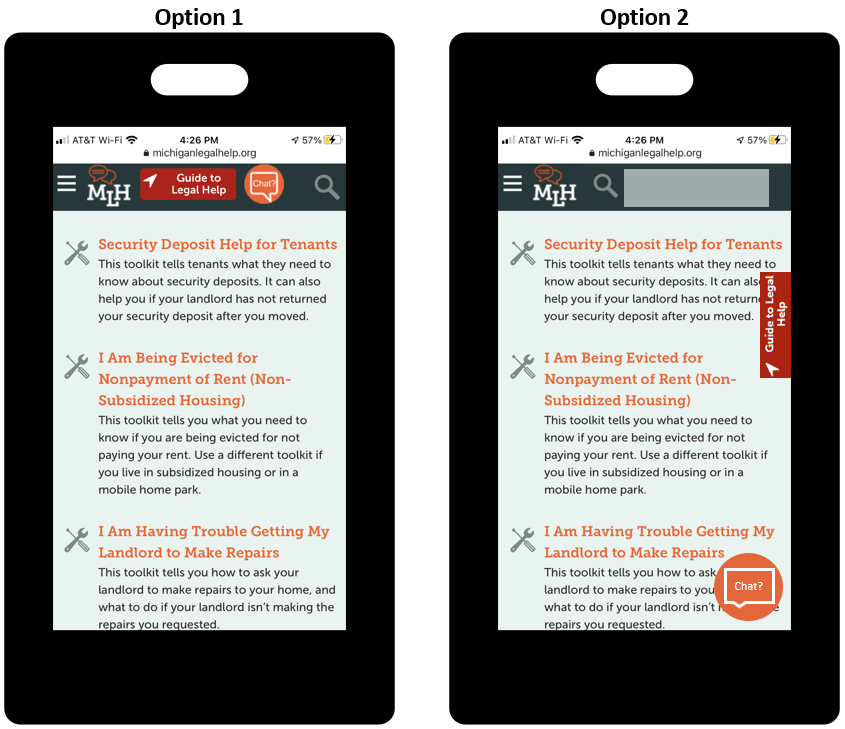 Option 1
AT&T Wi-Fi 4:26 PM 57%
michiganlegalhelp.org
MLH
Guide to
Legal Help
Chat?
Security Deposit Help for Tenants
This toolkit tells tenants what they need to
know about security deposits. It can also
help you if your landlord has not returned
your security deposit after you moved.
I Am Being Evicted for
Nonpayment of Rent (Non-
Subsidized Housing)
This toolkit tells you what you need to
know if you are being evicted for not
paying your rent. Use a different toolkit if
you live in subsidized housing or in a
mobile home park.
I Am Having Trouble Getting My
Landlord to Make Repairs
This toolkit tells you how to ask your
landlord to make repairs to your home, and
what to do if your landlord isn't making the
repairs you requested.
Option 2
AT&T Wi-Fi 4:26 PM 57%
michiganlegalhelp.org
MLH
Security Deposit Help for Tenants
This toolkit tells tenants what they need to
know about security deposits. It can also
help you if your landlord has not return
your security deposit after you moved.
Guide to Legal
Help
I Am Being Evicted for
Nonpayment of Rent (Non-
Subsidized Housing)
This toolkit tells you what you need to
know if you are being evicted for not
paying your rent. Use a different toolkit if
you live in subsidized housing or in a
mobile home park.
I Am Having Trouble Getting My
Landlord to Make Repairs
This toolkit tells you how to ask
landlord to make repairs to you
what to do if your landlord isn't
repairs you requested.
Chat?